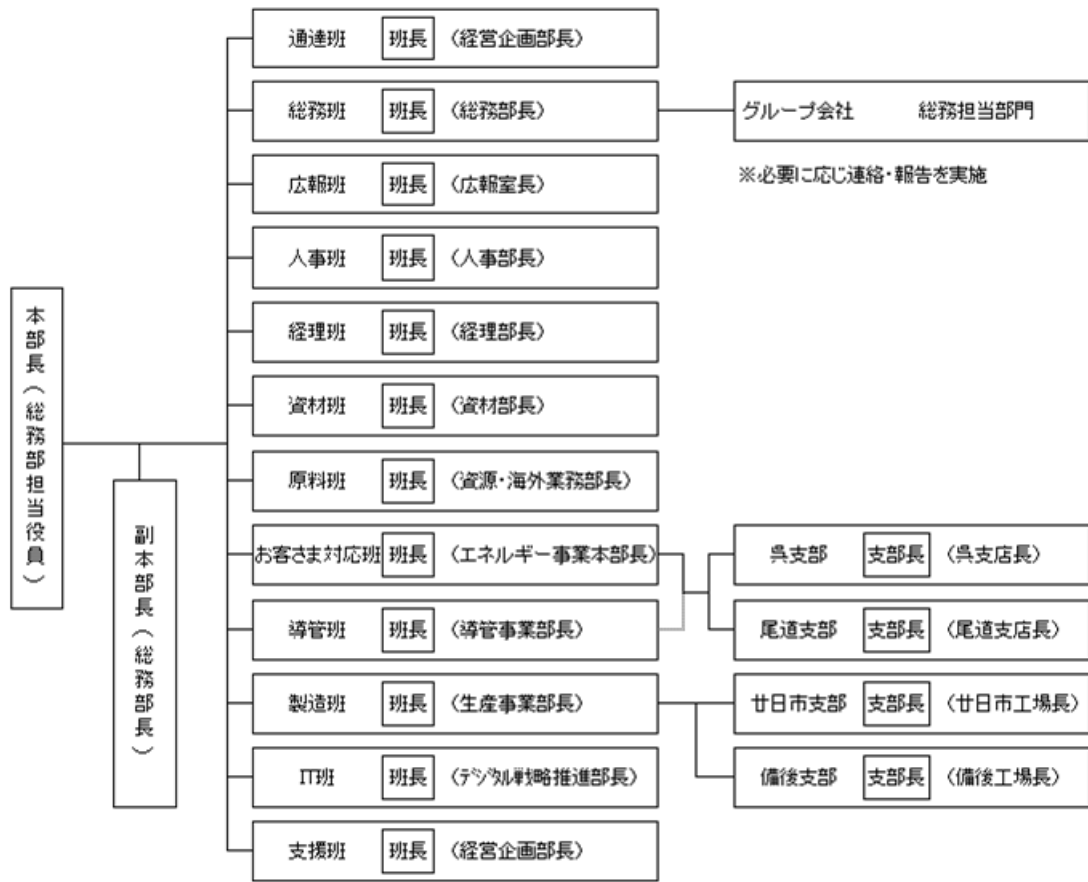 通達班 班長 (経営企画部長)
総務班 班長 (総務部長)
グループ会社 総務担当部門
※必要に応じ連絡・報告を実施
広報班 班長 (広報室長)
人事班 班長 (人事部長)
経理班 班長 (経理部長)
資材班 班長 (資材部長)
原料班 班長 (資源・海外業務部長)
お客さま対応班 班長 (エネルギー事業本部長)
呉支部 支部長 (呉支店長)
導管班 班長 (導管事業部長)
尾道支部 支部長 (尾道支店長)
製造班 班長 (生産事業部長)
廿日市支部 支部長 (廿日市工場長)
IT班 班長 (デジタル戦略推進部長)
備後支部 支部長 (備後工場長)
支援班 班長 (経営企画部長)
本部長(総務部担当役員)
副本部長(総務部長)